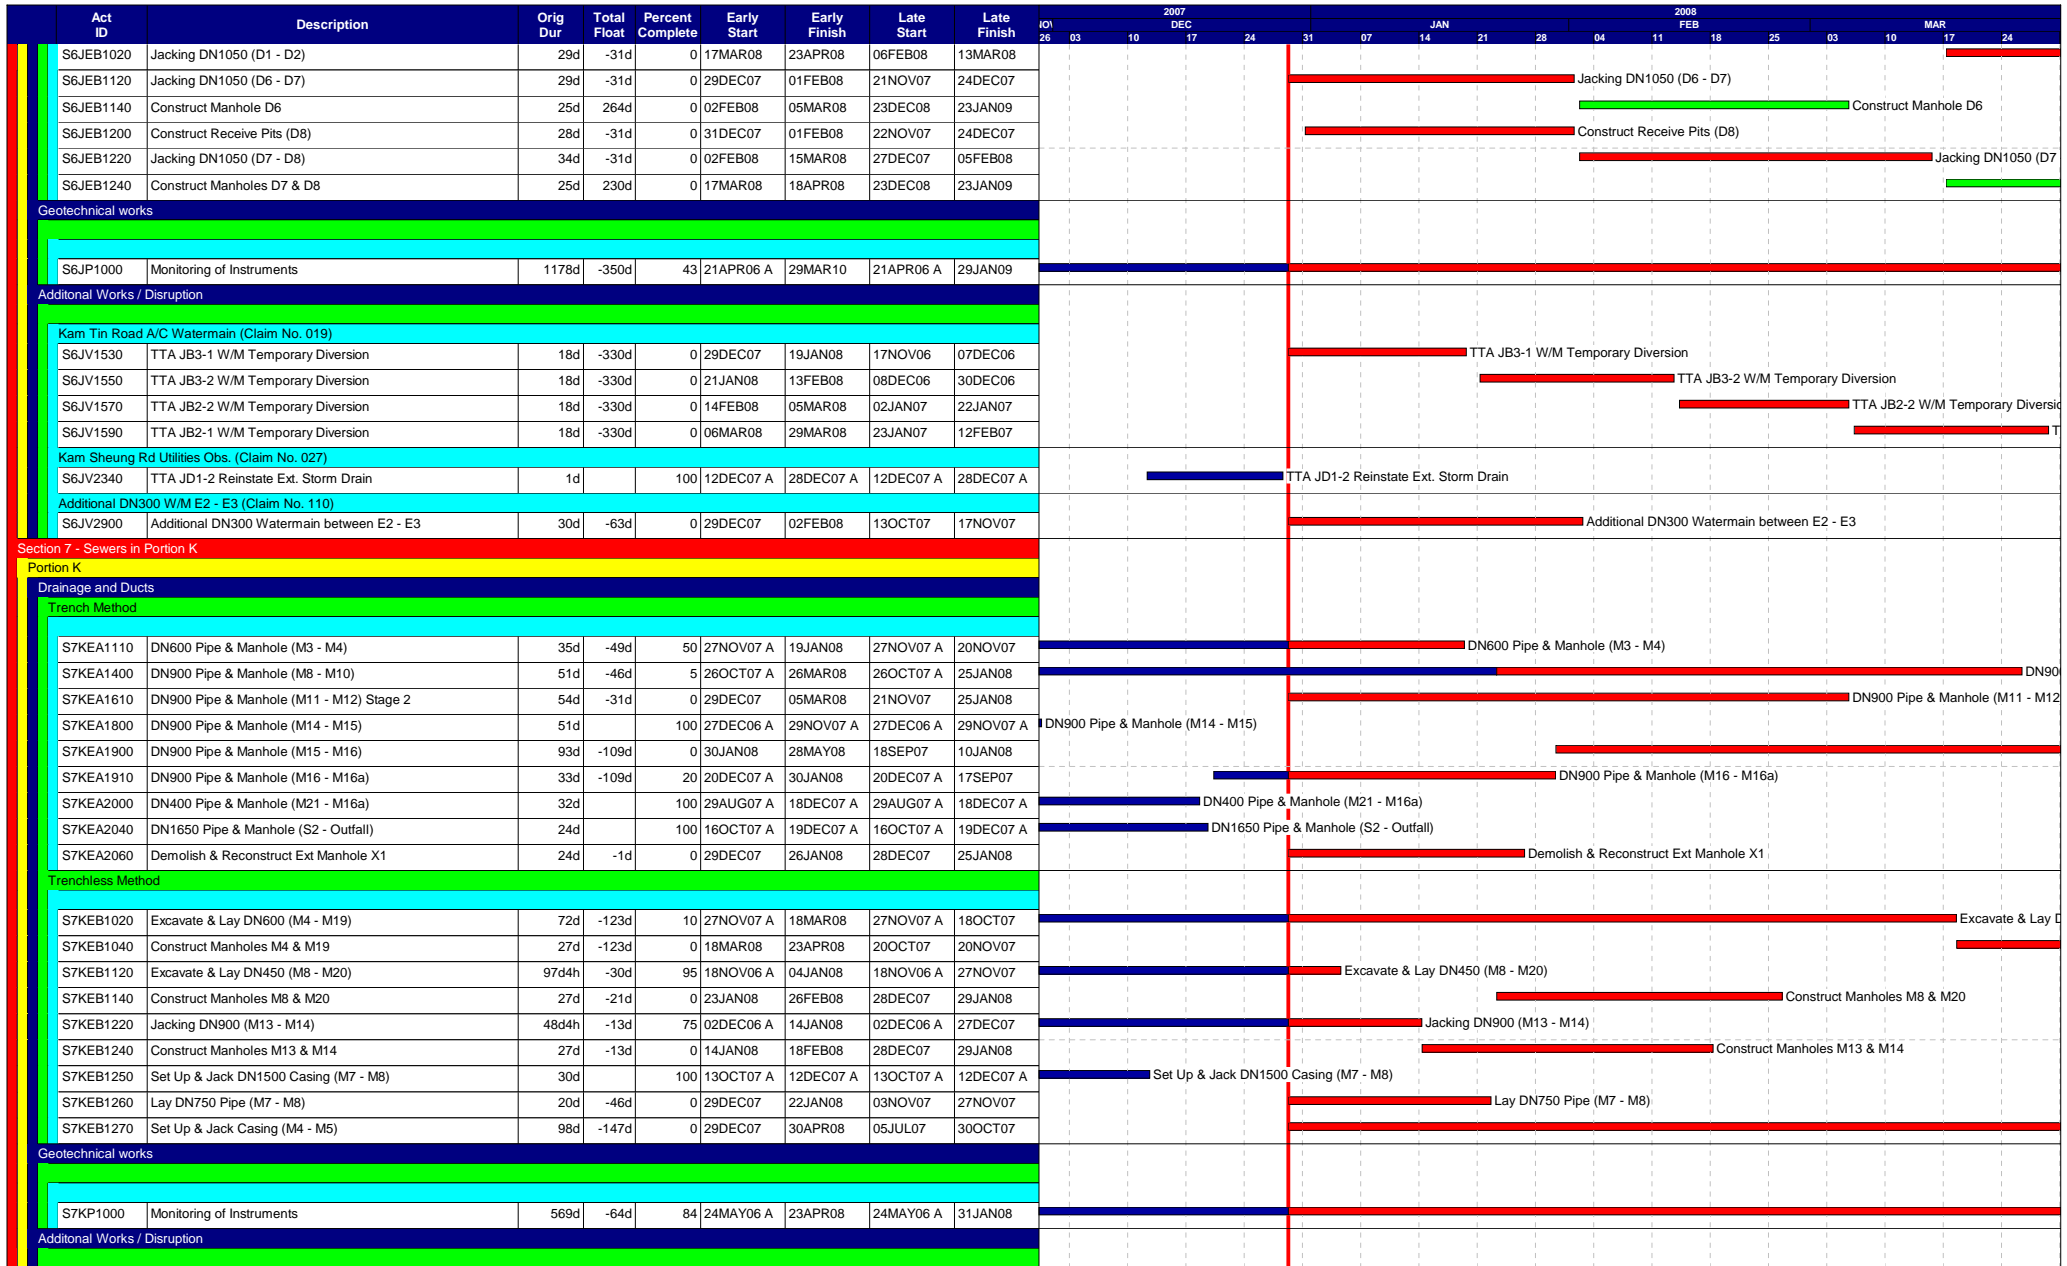 2007 2008
Act ID Description Orig Dur Total Float Percent Complete Early Start Early Finish Late Start Late Finish NOV DEC JAN FEB MAR
26 03 10 17 24 31 07 14 21 28 04 11 18 25 03 10 17 24
S6JEB1020 Jacking DN1050 (D1 - D2) 29d -31d 0 17MAR08 23APR08 06FEB08 13MAR08
S6JEB1120 Jacking DN1050 (D6 - D7) 29d -31d 0 29DEC07 01FEB08 21NOV07 24DEC07 Jacking DN1050 (D6 - D7)
S6JEB1140 Construct Manhole D6 25d 264d 0 02FEB08 05MAR08 23DEC08 23JAN09 Construct Manhole D6
S6JEB1200 Construct Receive Pits (D8) 28d -31d 0 31DEC07 01FEB08 22NOV07 24DEC07 Construct Receive Pits (D8)
S6JEB1220 Jacking DN1050 (D7 - D8) 34d -31d 0 02FEB08 15MAR08 27DEC07 05FEB08 Jacking DN1050 (D7
S6JEB1240 Construct Manholes D7 & D8 25d 230d 0 17MAR08 18APR08 23DEC08 23JAN09
Geotechnical works
S6JP1000 Monitoring of Instruments 1178d -350d 43 21APR06 A 29MAR10 21APR06 A 29JAN09
Additonal Works / Disruption
Kam Tin Road A/C Watermain (Claim No. 019)
S6JV1530 TTA JB3-1 W/M Temporary Diversion 18d -330d 0 29DEC07 19JAN08 17NOV06 07DEC06 TTA JB3-1 W/M Temporary Diversion
S6JV1550 TTA JB3-2 W/M Temporary Diversion 18d -330d 0 21JAN08 13FEB08 08DEC06 30DEC06 TTA JB3-2 W/M Temporary Diversion
S6JV1570 TTA JB2-2 W/M Temporary Diversion 18d -330d 0 14FEB08 05MAR08 02JAN07 22JAN07 TTA JB2-2 W/M Temporary Diversio
S6JV1590 TTA JB2-1 W/M Temporary Diversion 18d -330d 0 06MAR08 29MAR08 23JAN07 12FEB07 T
Kam Sheung Rd Utilities Obs. (Claim No. 027)
S6JV2340 TTA JD1-2 Reinstate Ext. Storm Drain 1d 100 12DEC07 A 28DEC07 A 12DEC07 A 28DEC07 A TTA JD1-2 Reinstate Ext. Storm Drain
Additional DN300 W/M E2 - E3 (Claim No. 110)
S6JV2900 Additional DN300 Watermain between E2 - E3 30d -63d 0 29DEC07 02FEB08 13OCT07 17NOV07 Additional DN300 Watermain between E2 - E3
Section 7 - Sewers in Portion K
Portion K
Drainage and Ducts
Trench Method
S7KEA1110 DN600 Pipe & Manhole (M3 - M4) 35d -49d 50 27NOV07 A 19JAN08 27NOV07 A 20NOV07 DN600 Pipe & Manhole (M3 - M4)
S7KEA1400 DN900 Pipe & Manhole (M8 - M10) 51d -46d 5 26OCT07 A 26MAR08 26OCT07 A 25JAN08 DN90
S7KEA1610 DN900 Pipe & Manhole (M11 - M12) Stage 2 54d -31d 0 29DEC07 05MAR08 21NOV07 25JAN08 DN900 Pipe & Manhole (M11 - M12
S7KEA1800 DN900 Pipe & Manhole (M14 - M15) 51d 100 27DEC06 A 29NOV07 A 27DEC06 A 29NOV07 A DN900 Pipe & Manhole (M14 - M15)
S7KEA1900 DN900 Pipe & Manhole (M15 - M16) 93d -109d 0 30JAN08 28MAY08 18SEP07 10JAN08
S7KEA1910 DN900 Pipe & Manhole (M16 - M16a) 33d -109d 20 20DEC07 A 30JAN08 20DEC07 A 17SEP07 DN900 Pipe & Manhole (M16 - M16a)
S7KEA2000 DN400 Pipe & Manhole (M21 - M16a) 32d 100 29AUG07 A 18DEC07 A 29AUG07 A 18DEC07 A DN400 Pipe & Manhole (M21 - M16a)
S7KEA2040 DN1650 Pipe & Manhole (S2 - Outfall) 24d 100 16OCT07 A 19DEC07 A 16OCT07 A 19DEC07 A DN1650 Pipe & Manhole (S2 - Outfall)
S7KEA2060 Demolish & Reconstruct Ext Manhole X1 24d -1d 0 29DEC07 26JAN08 28DEC07 25JAN08 Demolish & Reconstruct Ext Manhole X1
Trenchless Method
S7KEB1020 Excavate & Lay DN600 (M4 - M19) 72d -123d 10 27NOV07 A 18MAR08 27NOV07 A 18OCT07 Excavate & Lay D
S7KEB1040 Construct Manholes M4 & M19 27d -123d 0 18MAR08 23APR08 20OCT07 20NOV07
S7KEB1120 Excavate & Lay DN450 (M8 - M20) 97d4h -30d 95 18NOV06 A 04JAN08 18NOV06 A 27NOV07 Excavate & Lay DN450 (M8 - M20)
S7KEB1140 Construct Manholes M8 & M20 27d -21d 0 23JAN08 26FEB08 28DEC07 29JAN08 Construct Manholes M8 & M20
S7KEB1220 Jacking DN900 (M13 - M14) 48d4h -13d 75 02DEC06 A 14JAN08 02DEC06 A 27DEC07 Jacking DN900 (M13 - M14)
S7KEB1240 Construct Manholes M13 & M14 27d -13d 0 14JAN08 18FEB08 28DEC07 29JAN08 Construct Manholes M13 & M14
S7KEB1250 Set Up & Jack DN1500 Casing (M7 - M8) 30d 100 13OCT07 A 12DEC07 A 13OCT07 A 12DEC07 A Set Up & Jack DN1500 Casing (M7 - M8)
S7KEB1260 Lay DN750 Pipe (M7 - M8) 20d -46d 0 29DEC07 22JAN08 03NOV07 27NOV07 Lay DN750 Pipe (M7 - M8)
S7KEB1270 Set Up & Jack Casing (M4 - M5) 98d -147d 0 29DEC07 30APR08 05JUL07 30OCT07
Geotechnical works
S7KP1000 Monitoring of Instruments 569d -64d 84 24MAY06 A 23APR08 24MAY06 A 31JAN08
Additonal Works / Disruption